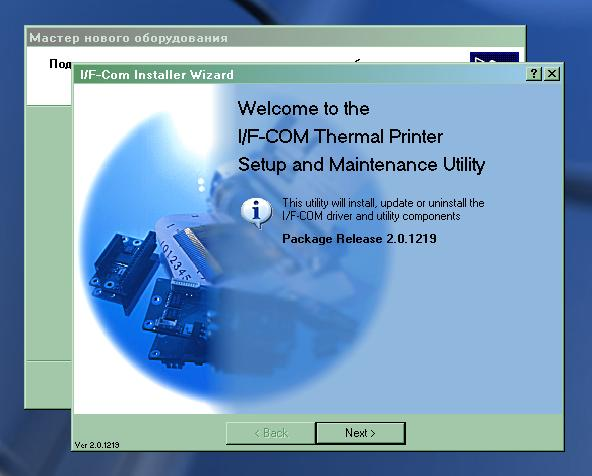 Мастер нового оборудования
I/F-Com Installer Wizard
Welcome to the
I/F-COM Thermal Printer
Setup and Maintenance Utility
This utility will install, update or uninstall the
I/F-COM driver and utility components
Package Release 2.0.1219
012345
< Back
Next >
Ver 2.0.1219